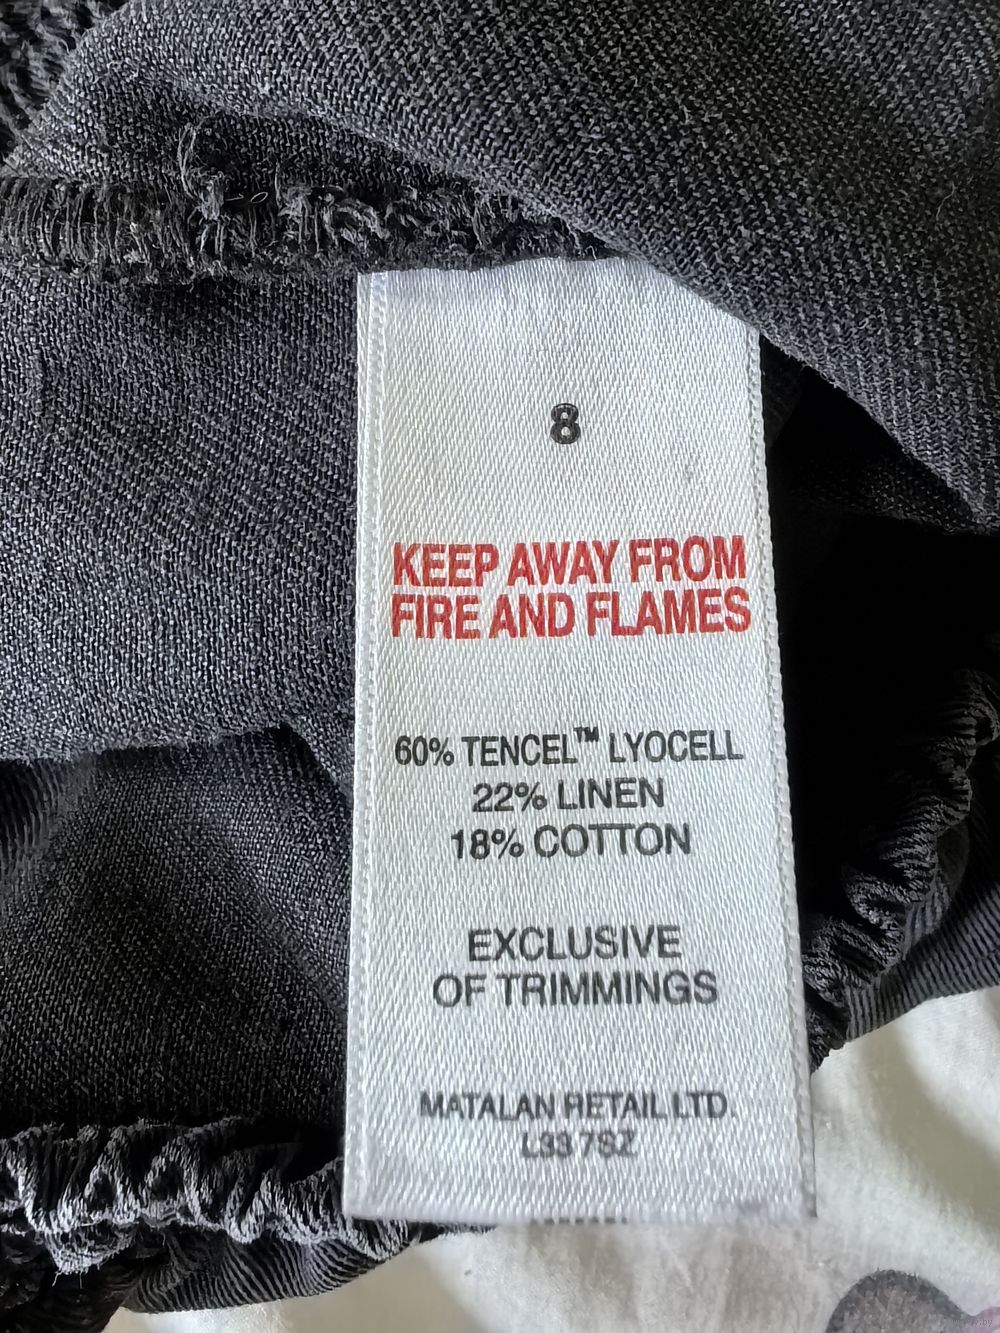 8
KEEP AWAY FROM
FIRE AND FLAMES
60% TENCEL™ LYOCELL
22% LINEN
18% COTTON
EXCLUSIVE
OF TRIMMINGS
MATALAN RETAIL LTD.
L33 7SZ